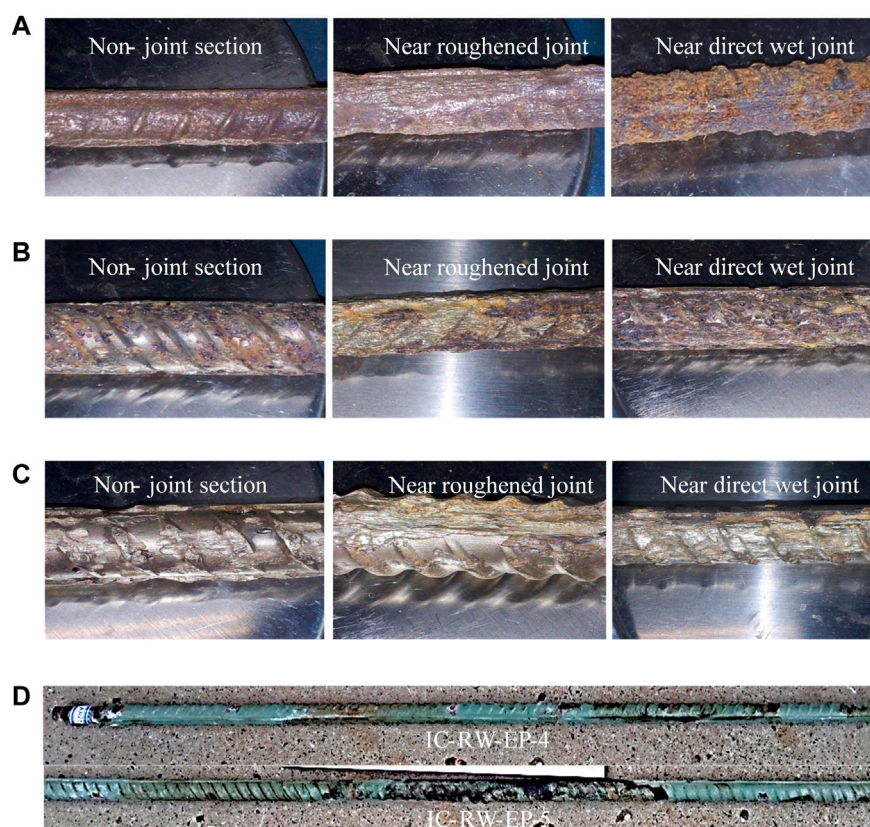 A
Non- joint section
Near roughened joint
Near direct wet joint
B
Non- joint section
Near roughened joint
Near direct wet joint
C
Non- joint section
Near roughened joint
Near direct wet joint
D
IC-RW-EP-4
IC-RW-EP-5